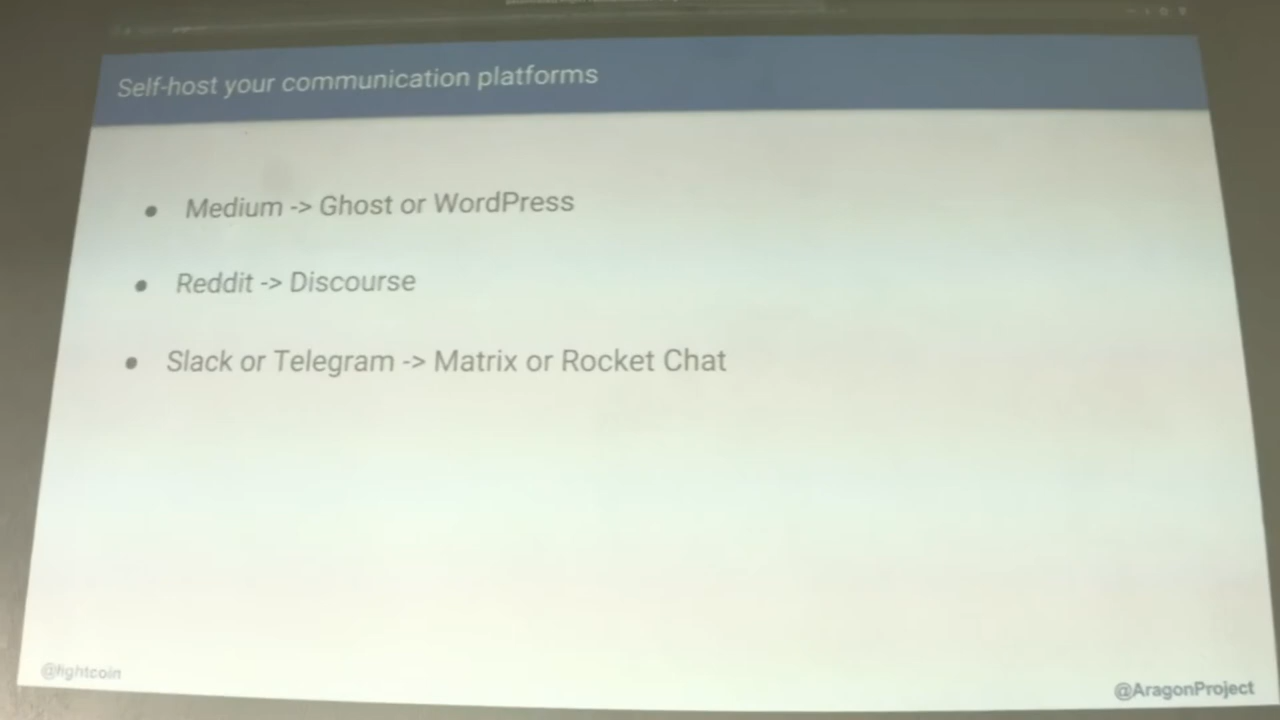 Self-host your communication platforms
● Medium -> Ghost or WordPress
● Reddit -> Discourse
● Slack or Telegram -> Matrix or Rocket Chat
@lightcoin
@AragonProject